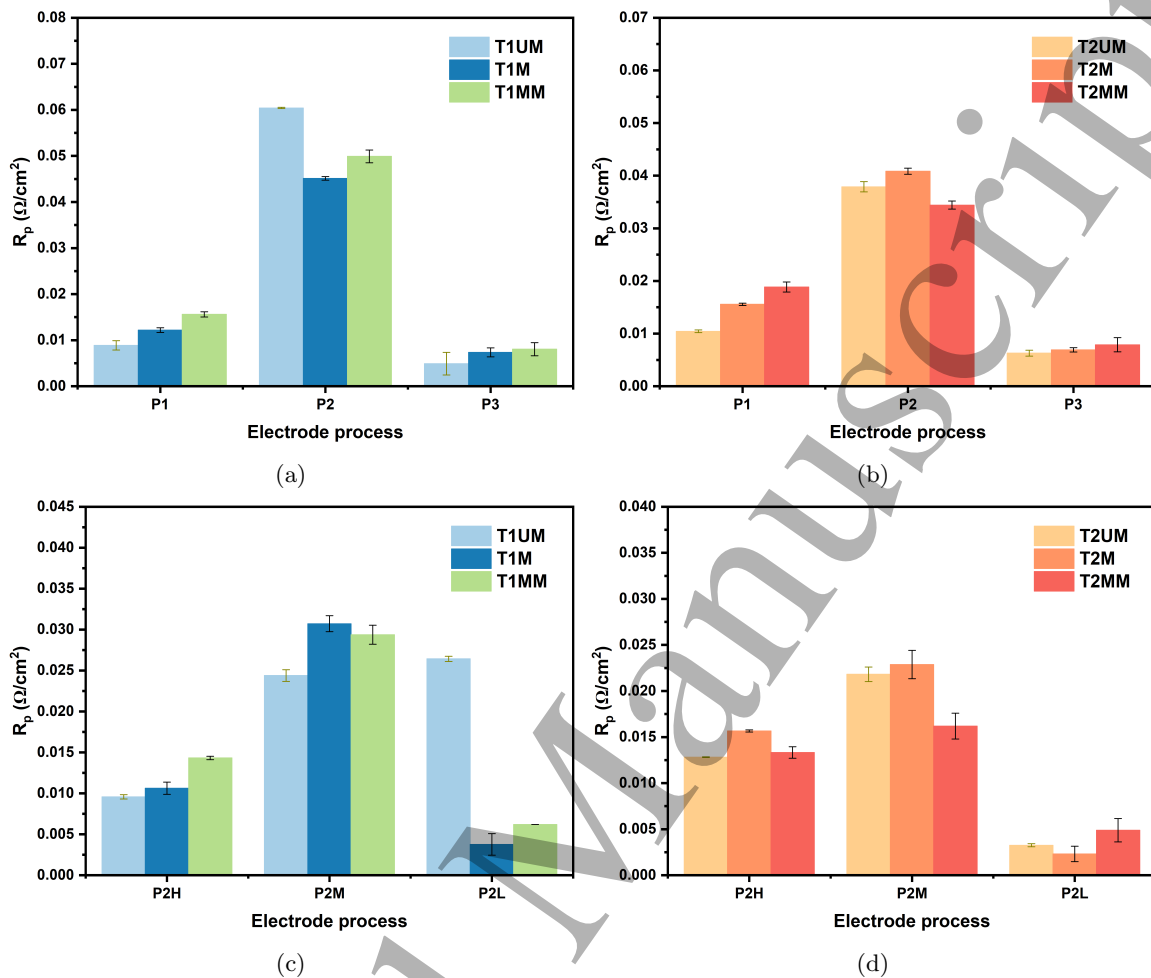 0.08
0.07
0.06
0.05
0.04
0.03
0.02
0.01
0.00
Rp (Ω/cm²)
T1UM
T1M
T1MM
P1 P2 P3
Electrode process
(a)
0.07
0.06
0.05
0.04
0.03
0.02
0.01
0.00
Rp (Ω/cm²)
T2UM
T2M
T2MM
P1 P2 P3
Electrode process
(b)
0.045
0.040
0.035
0.030
0.025
0.020
0.015
0.010
0.005
0.000
Rp (Ω/cm²)
T1UM
T1M
T1MM
P2H P2M P2L
Electrode process
(c)
0.040
0.035
0.030
0.025
0.020
0.015
0.010
0.005
0.000
Rp (Ω/cm²)
T2UM
T2M
T2MM
P2H P2M P2L
Electrode process
(d)
Manuscrip